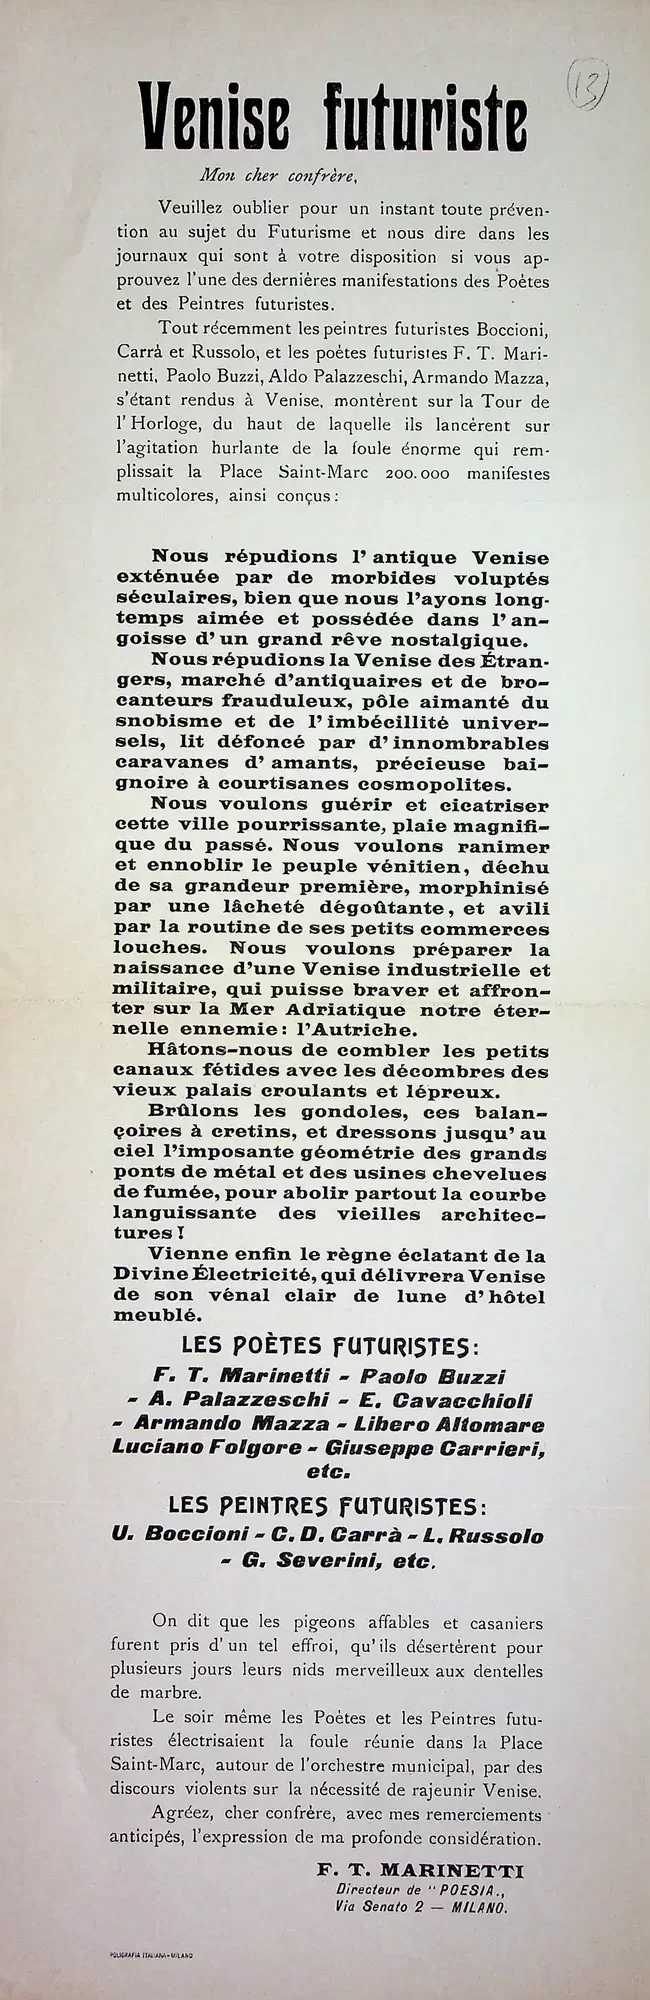 13
Venise futuriste
Mon cher confrère,
Veuillez oublier pour un instant toute préven-
tion au sujet du Futurisme et nous dire dans les
journaux qui sont à votre disposition si vous ap-
prouvez l'une des dernières manifestations des Poètes
et des Peintres futuristes.
Tout récemment les peintres futuristes Boccioni,
Carrà et Russolo, et les poètes futuristes F. T. Mari-
netti, Paolo Buzzi, Aldo Palazzeschi, Armando Mazza,
s'étant rendus à Venise, montèrent sur la Tour de
l'Horloge, du haut de laquelle ils lancèrent sur
l'agitation hurlante de la foule énorme qui rem-
plissait la Place Saint-Marc 200.000 manifestes
multicolores, ainsi conçus :
Nous répudions l'antique Venise
exténuée par de morbides voluptés
séculaires, bien que nous l'ayons long-
temps aimée et possédée dans l'an-
goisse d'un grand rêve nostalgique.
Nous répudions la Venise des Étran-
gers, marché d'antiquaires et de bro-
canteurs frauduleux, pôle aimanté du
snobisme et de l'imbécillité univer-
sels, lit défoncé par d'innombrables
caravanes d'amants, précieuse bai-
gnoire à courtisanes cosmopolites.
Nous voulons guérir et cicatriser
cette ville pourrissante, plaie magnifi-
que du passé. Nous voulons ranimer
et ennoblir le peuple vénitien, déchu
de sa grandeur première, morphinisé
par une lâcheté dégoûtante, et avili
par la routine de ses petits commerces
louches. Nous voulons préparer la
naissance d'une Venise industrielle et
militaire, qui puisse braver et affron-
ter sur la Mer Adriatique notre éter-
nelle ennemie : l'Autriche.
Hâtons-nous de combler les petits
canaux fétides avec les décombres des
vieux palais croulants et lépreux.
Brûlons les gondoles, ces balan-
çoires à cretins, et dressons jusqu'au
ciel l'imposante géométrie des grands
ponts de métal et des usines chevelues
de fumée, pour abolir partout la courbe
languissante des vieilles architec-
tures !
Vienne enfin le règne éclatant de la
Divine Électricité, qui délivrera Venise
de son vénal clair de lune d'hôtel
meublé.
LES POÈTES FUTURISTES :
F. T. Marinetti - Paolo Buzzi
- A. Palazzeschi - E. Cavacchioli
- Armando Mazza - Libero Altomare
Luciano Folgore - Giuseppe Carrieri,
etc.
LES PEINTRES FUTURISTES :
U. Boccioni - C. D. Carrà - L. Russolo
- G. Severini, etc.
On dit que les pigeons affables et casaniers
furent pris d'un tel effroi, qu'ils désertèrent pour
plusieurs jours leurs nids merveilleux aux dentelles
de marbre.
Le soir même les Poètes et les Peintres futu-
ristes électrisaient la foule réunie dans la Place
Saint-Marc, autour de l'orchestre municipal, par des
discours violents sur la nécessité de rajeunir Venise.
Agréez, cher confrère, avec mes remerciements
anticipés, l'expression de ma profonde considération.
F. T. MARINETTI
Directeur de "POESIA.,
Via Senato 2 — MILANO.
POLIGRAFIA ITALIANA - MILANO